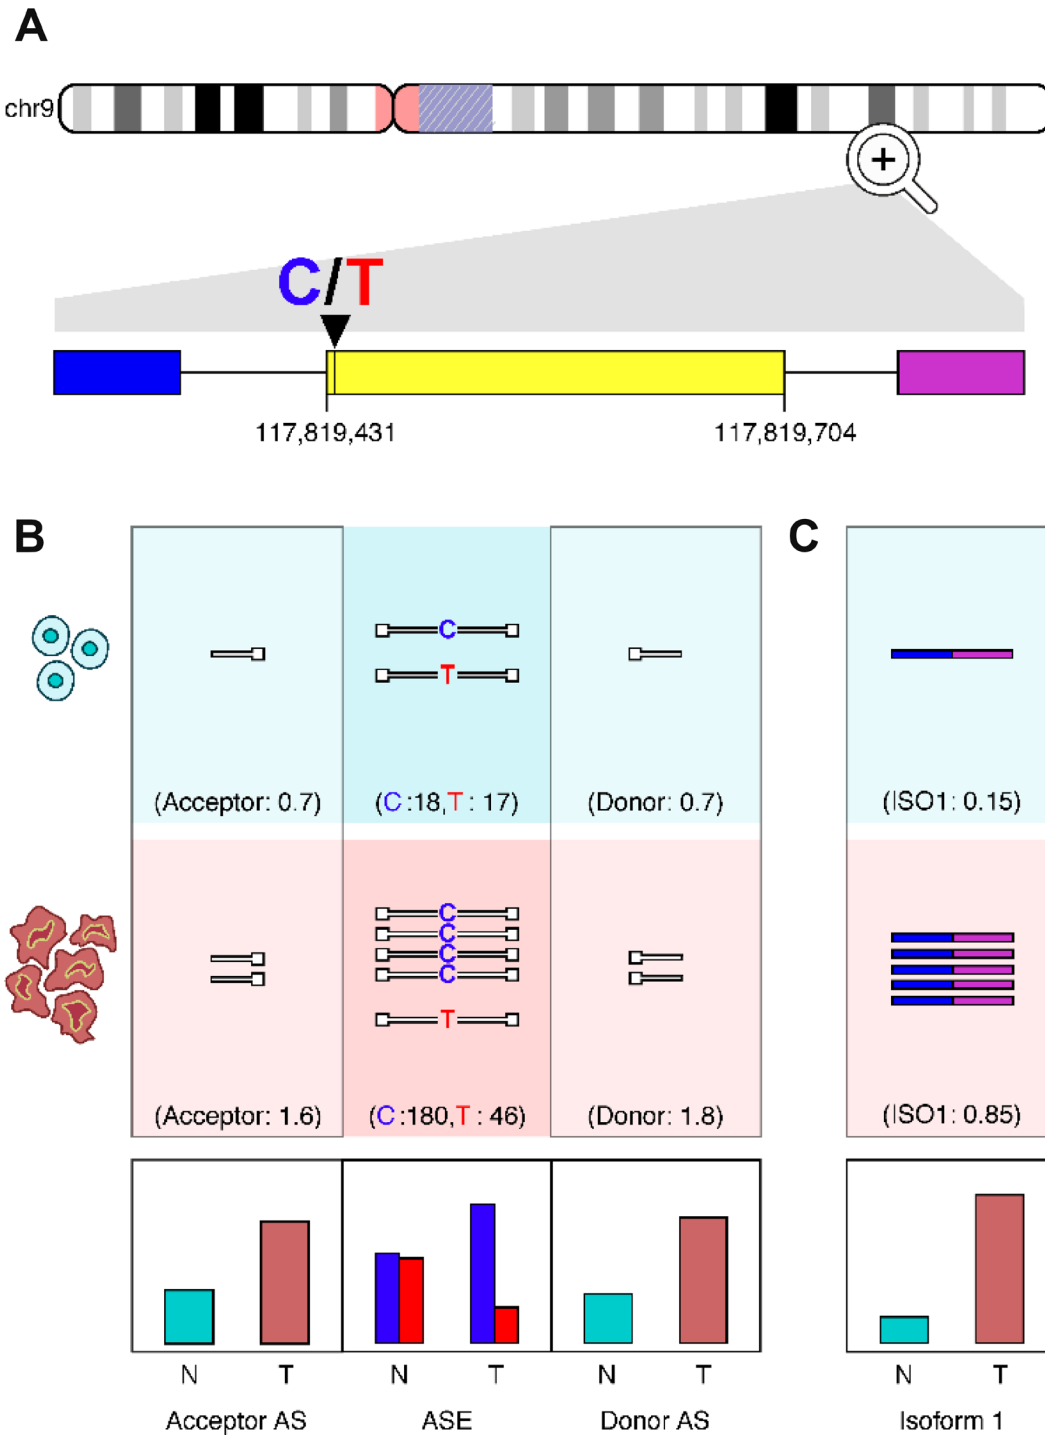 A
chr9
C/T
117,819,431 117,819,704
B C
C
T
(Acceptor: 0.7) (C:18,T: 17) (Donor: 0.7) (ISO1: 0.15)
C
C
C
C
T
(Acceptor: 1.6) (C:180,T: 46) (Donor: 1.8) (ISO1: 0.85)
N T N T N T N T
Acceptor AS ASE Donor AS Isoform 1